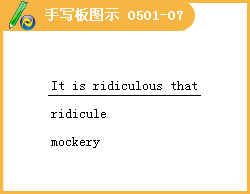 手写板图示 0501-07
It is ridiculous that
ridicule
mockery